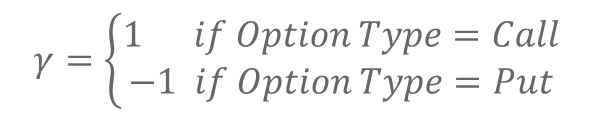 γ = { 1 if Option Type = Call
−1 if Option Type = Put